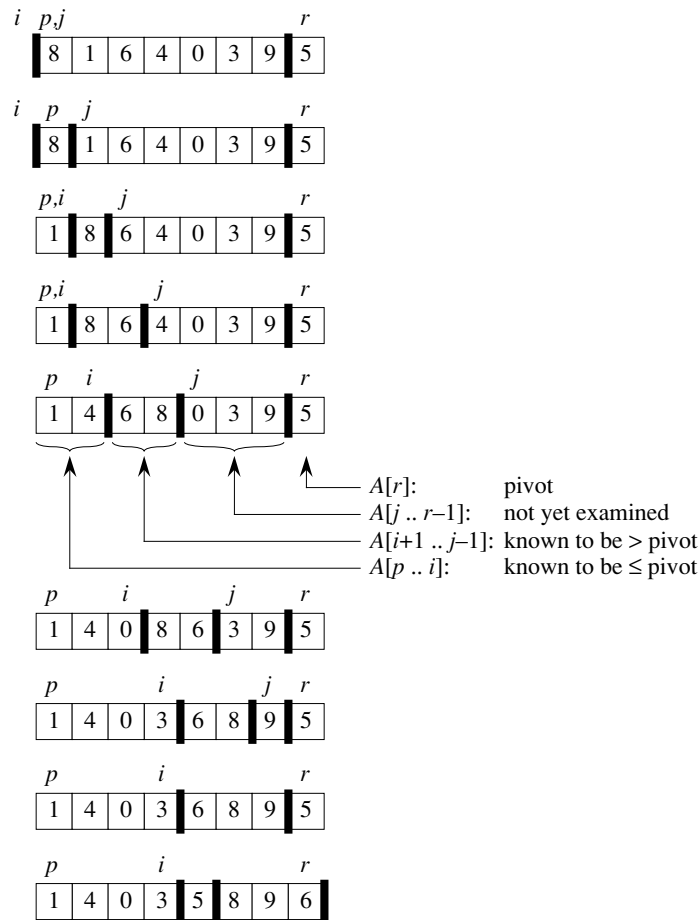 i p,j r
8 1 6 4 0 3 9 5
i p j r
8 1 6 4 0 3 9 5
p,i j r
1 8 6 4 0 3 9 5
p,i j r
1 8 6 4 0 3 9 5
p i j r
1 4 6 8 0 3 9 5
A[r]: pivot
A[j .. r–1]: not yet examined
A[i+1 .. j–1]: known to be > pivot
A[p .. i]: known to be ≤ pivot
p i j r
1 4 0 8 6 3 9 5
p i j r
1 4 0 3 6 8 9 5
p i r
1 4 0 3 6 8 9 5
p i r
1 4 0 3 5 8 9 6